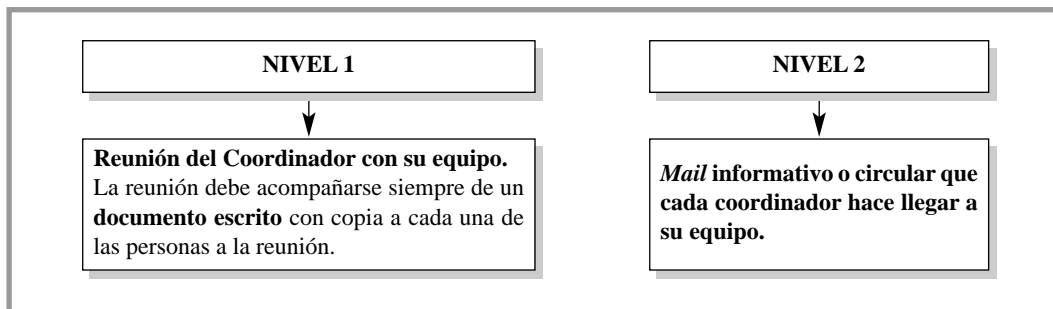 NIVEL 1
Reunión del Coordinador con su equipo.
La reunión debe acompañarse siempre de un
documento escrito con copia a cada una de
las personas a la reunión.
NIVEL 2
Mail informativo o circular que
cada coordinador hace llegar a
su equipo.